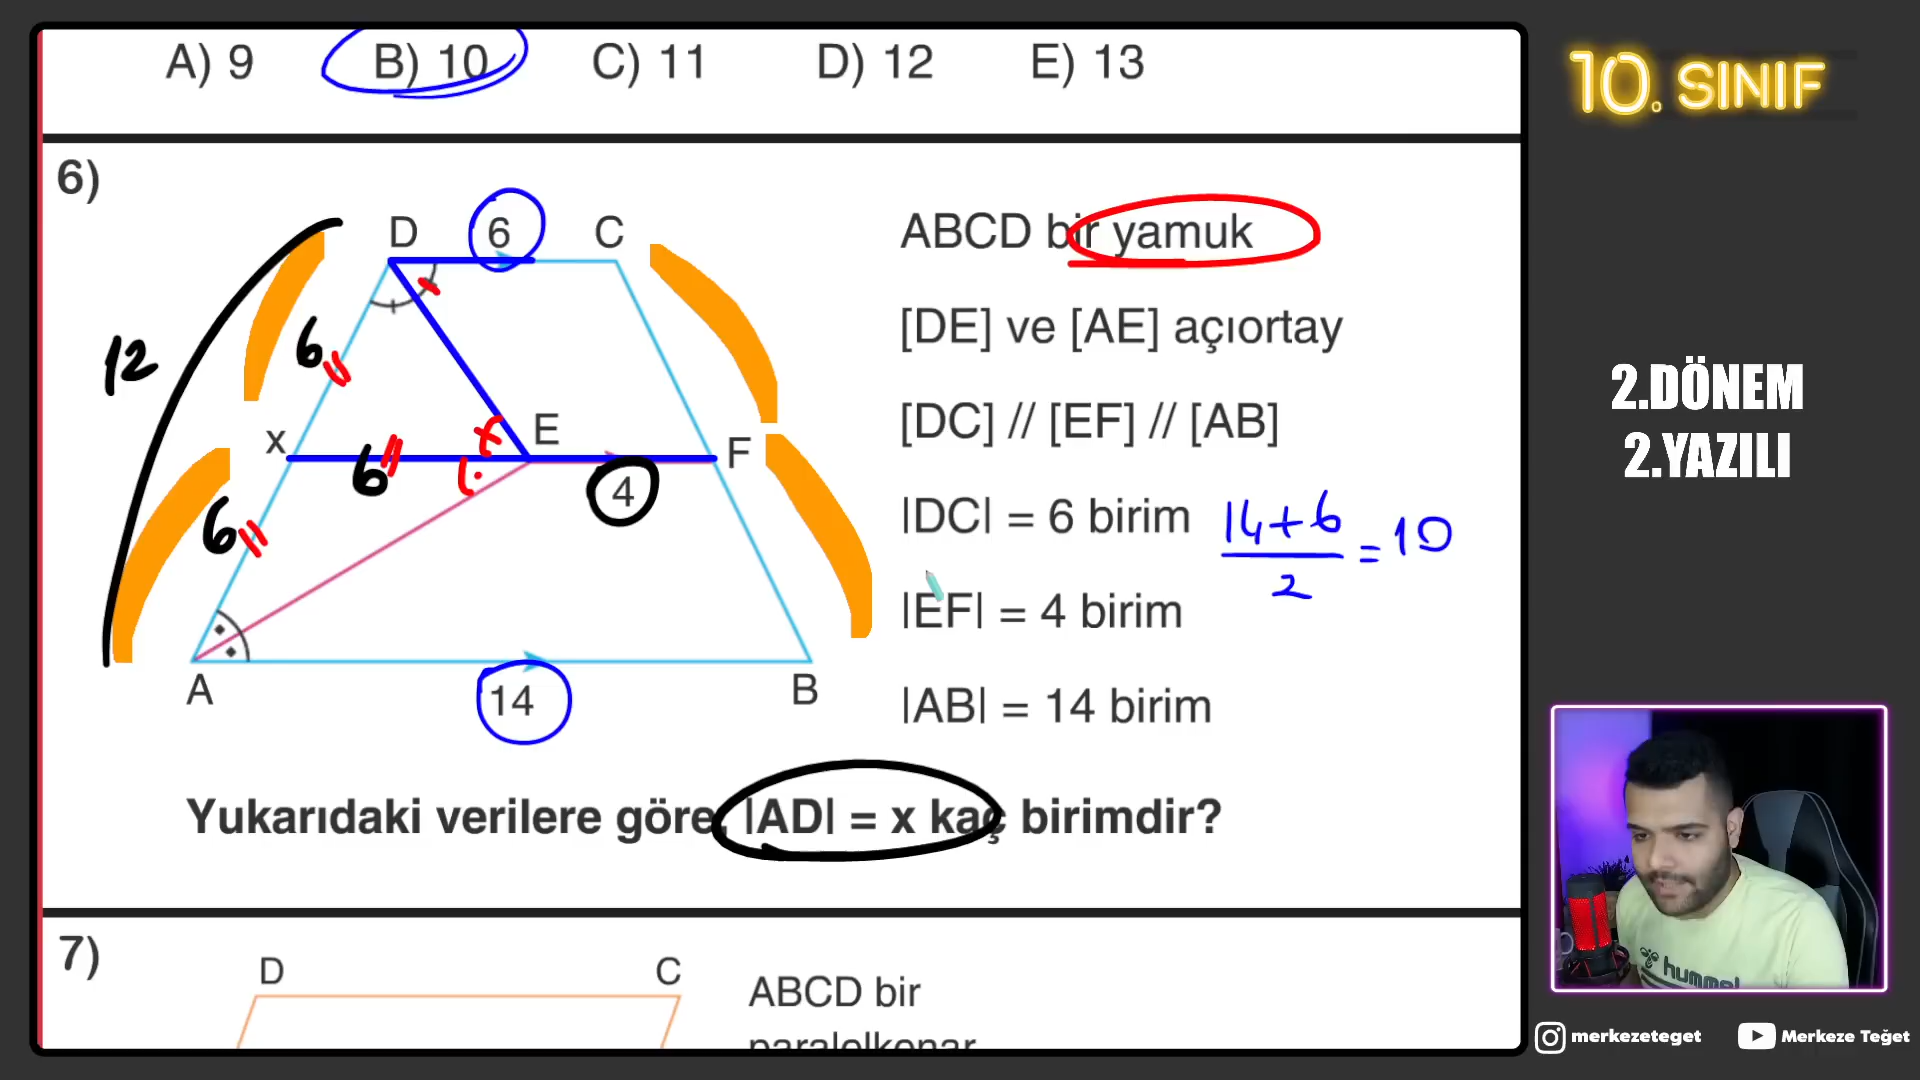 A) 9 B) 10 C) 11 D) 12 E) 13
10. SINIF
6)
D 6 C
ABCD bir yamuk
12
6
[DE] ve [AE] açıortay
x 6 E F
[DC] // [EF] // [AB]
2.DÖNEM
2.YAZILI
6
4
|DC| = 6 birim
14+6
2
= 10
|EF| = 4 birim
A 14 B
|AB| = 14 birim
Yukarıdaki verilere göre, |AD| = x kaç birimdir?
7)
D C
ABCD bir
paralelkenar
hummel
merkezeteget
Merkeze Teğet